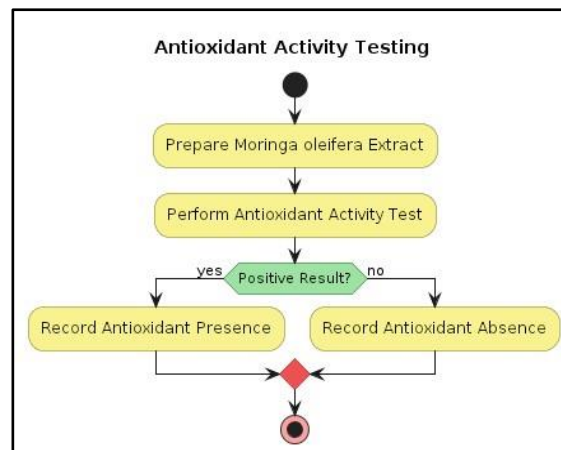 Antioxidant Activity Testing
Prepare Moringa oleifera Extract
Perform Antioxidant Activity Test
yes
Positive Result?
no
Record Antioxidant Presence
Record Antioxidant Absence